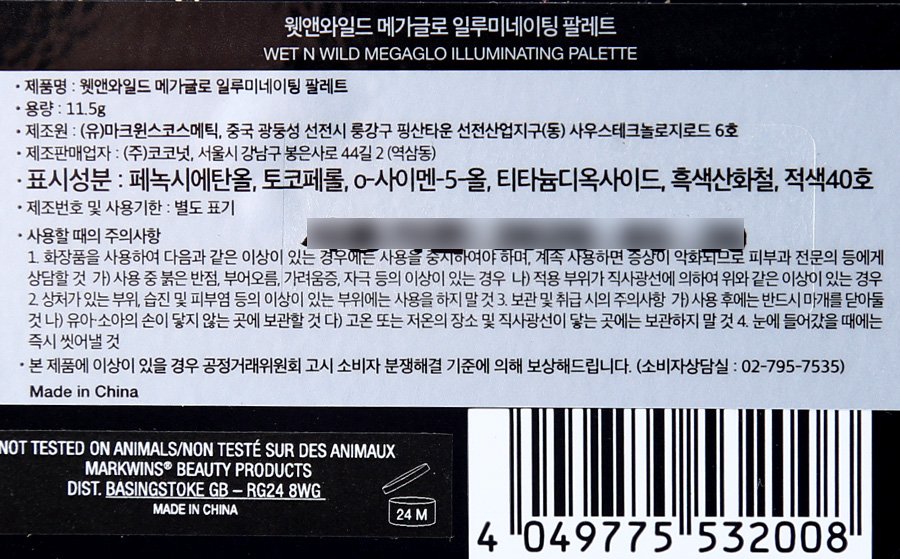 웻앤와일드 메가글로 일루미네이팅 팔레트
WET N WILD MEGAGLO ILLUMINATING PALETTE
• 제품명 : 웻앤와일드 메가글로 일루미네이팅 팔레트
• 용량 : 11.5g
• 제조원 : (유)마크윈스코스메틱, 중국 광둥성 선전시 룽강구 핑산타운 선전산업지구(동) 사우스테크놀로지로드 6호
• 제조판매업자 : (주)코코넛, 서울시 강남구 봉은사로 44길 2 (역삼동)
• 표시성분 : 페녹시에탄올, 토코페롤, o-사이멘-5-올, 티타늄디옥사이드, 흑색산화철, 적색40호
• 제조번호 및 사용기한 : 별도 표기
• 사용할 때의 주의사항
1. 화장품을 사용하여 다음과 같은 이상이 있는 경우에는 사용을 중지하여야 하며, 계속 사용하면 증상이 악화되므로 피부과 전문의 등에게
상담할 것 가) 사용 중 붉은 반점, 부어오름, 가려움증, 자극 등의 이상이 있는 경우 나) 적용 부위가 직사광선에 의하여 위와 같은 이상이 있는 경우
2. 상처가 있는 부위, 습진 및 피부염 등의 이상이 있는 부위에는 사용을 하지 말 것 3. 보관 및 취급 시의 주의사항 가) 사용 후에는 반드시 마개를 닫아둘
것 나) 유아·소아의 손이 닿지 않는 곳에 보관할 것 다) 고온 또는 저온의 장소 및 직사광선이 닿는 곳에는 보관하지 말 것 4. 눈에 들어갔을 때에는
즉시 씻어낼 것
• 본 제품에 이상이 있을 경우 공정거래위원회 고시 소비자 분쟁해결 기준에 의해 보상해드립니다. (소비자상담실 : 02-795-7535)
Made in China
NOT TESTED ON ANIMALS/NON TESTÉ SUR DES ANIMAUX
MARKWINS® BEAUTY PRODUCTS
DIST. BASINGSTOKE GB – RG24 8WG
MADE IN CHINA
24 M
4 049775 532008